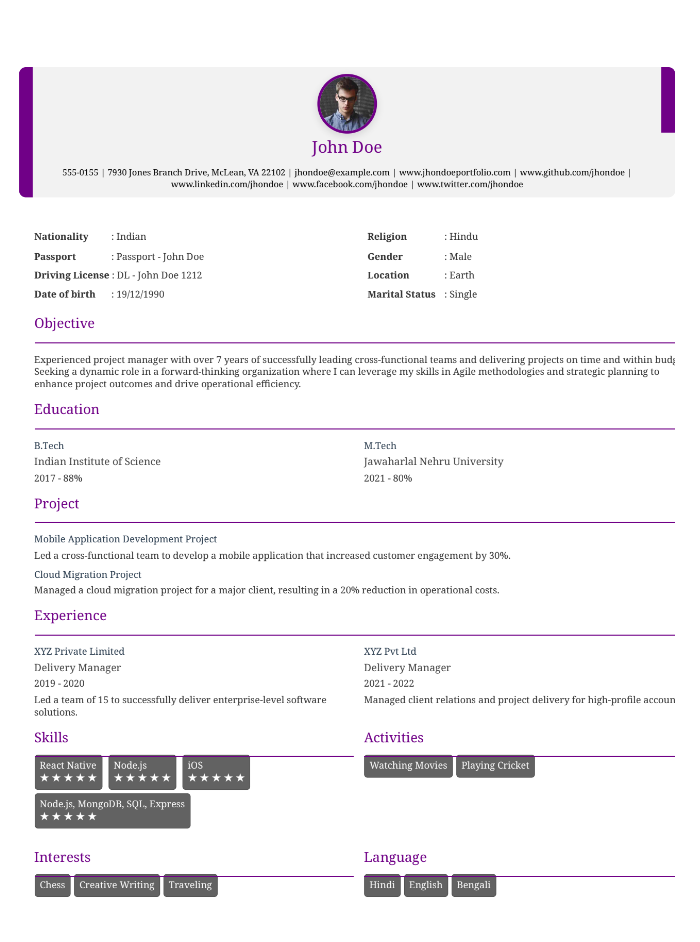 John Doe
555-0155 | 7930 Jones Branch Drive, McLean, VA 22102 | jhondoe@example.com | www.jhondoeportfolio.com | www.github.com/jhondoe |
www.linkedin.com/jhondoe | www.facebook.com/jhondoe | www.twitter.com/jhondoe
Nationality : Indian
Religion : Hindu
Passport : Passport - John Doe
Gender : Male
Driving License : DL - John Doe 1212
Location : Earth
Date of birth : 19/12/1990
Marital Status : Single
Objective
Experienced project manager with over 7 years of successfully leading cross-functional teams and delivering projects on time and within
Seeking a dynamic role in a forward-thinking organization where I can leverage my skills in Agile methodologies and strategic planning to
enhance project outcomes and drive operational efficiency.
Education
B.Tech
Indian Institute of Science
2017 - 88%
M.Tech
Jawaharlal Nehru University
2021 - 80%
Project
Mobile Application Development Project
Led a cross-functional team to develop a mobile application that increased customer engagement by 30%.
Cloud Migration Project
Managed a cloud migration project for a major client, resulting in a 20% reduction in operational costs.
Experience
XYZ Private Limited
Delivery Manager
2019 - 2020
Led a team of 15 to successfully deliver enterprise-level software
solutions.
XYZ Pvt Ltd
Delivery Manager
2021 - 2022
Managed client relations and project delivery for high-profile
Skills
React Native
★★★★★
Node.js
★★★★★
iOS
★★★★★
Node.js, MongoDB, SQL, Express
★★★★★
Activities
Watching Movies
Playing Cricket
Interests
Chess
Creative Writing
Traveling
Language
Hindi
English
Bengali